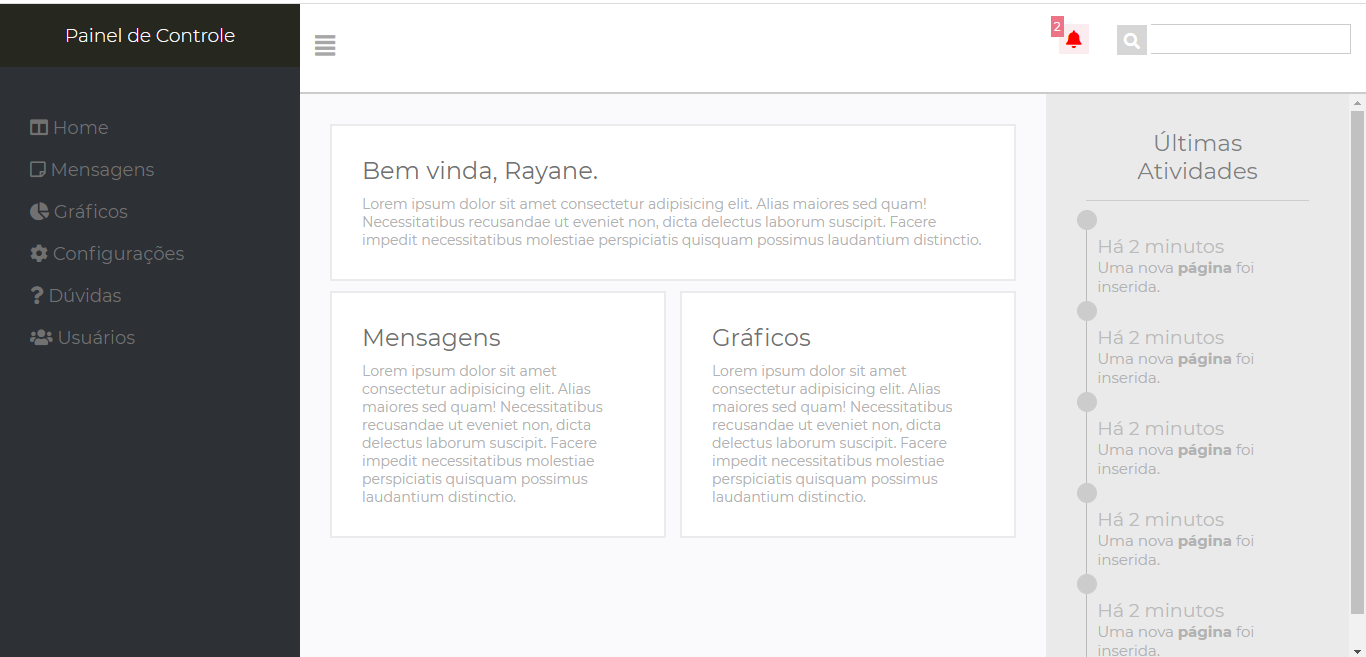 Painel de Controle
Home
Mensagens
Gráficos
Configurações
Dúvidas
Usuários
2
Bem vinda, Rayane.
Lorem ipsum dolor sit amet consectetur adipisicing elit. Alias maiores sed quam!
Necessitatibus recusandae ut eveniet non, dicta delectus laborum suscipit. Facere
impedit necessitatibus molestiae perspiciatis quisquam possimus laudantium distinctio.
Mensagens
Lorem ipsum dolor sit amet
consectetur adipisicing elit. Alias
maiores sed quam! Necessitatibus
recusandae ut eveniet non, dicta
delectus laborum suscipit. Facere
impedit necessitatibus molestiae
perspiciatis quisquam possimus
laudantium distinctio.
Gráficos
Lorem ipsum dolor sit amet
consectetur adipisicing elit. Alias
maiores sed quam! Necessitatibus
recusandae ut eveniet non, dicta
delectus laborum suscipit. Facere
impedit necessitatibus molestiae
perspiciatis quisquam possimus
laudantium distinctio.
Últimas
Atividades
Há 2 minutos
Uma nova página foi
inserida.
Há 2 minutos
Uma nova página foi
inserida.
Há 2 minutos
Uma nova página foi
inserida.
Há 2 minutos
Uma nova página foi
inserida.
Há 2 minutos
Uma nova página foi
inserida.